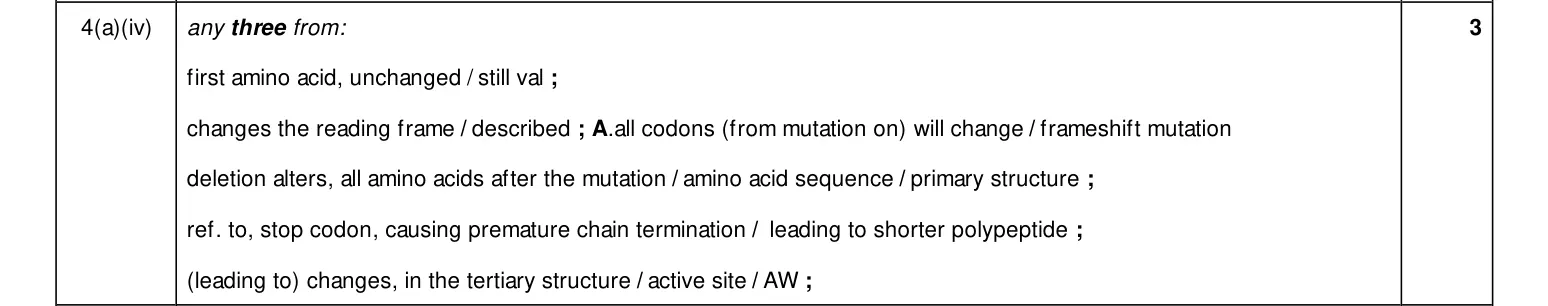 4(a)(iv) any three from: 3
first amino acid, unchanged / still val ;
changes the reading frame / described ; A.all codons (from mutation on) will change / frameshift mutation
deletion alters, all amino acids after the mutation / amino acid sequence / primary structure ;
ref. to, stop codon, causing premature chain termination / leading to shorter polypeptide ;
(leading to) changes, in the tertiary structure / active site / AW ;